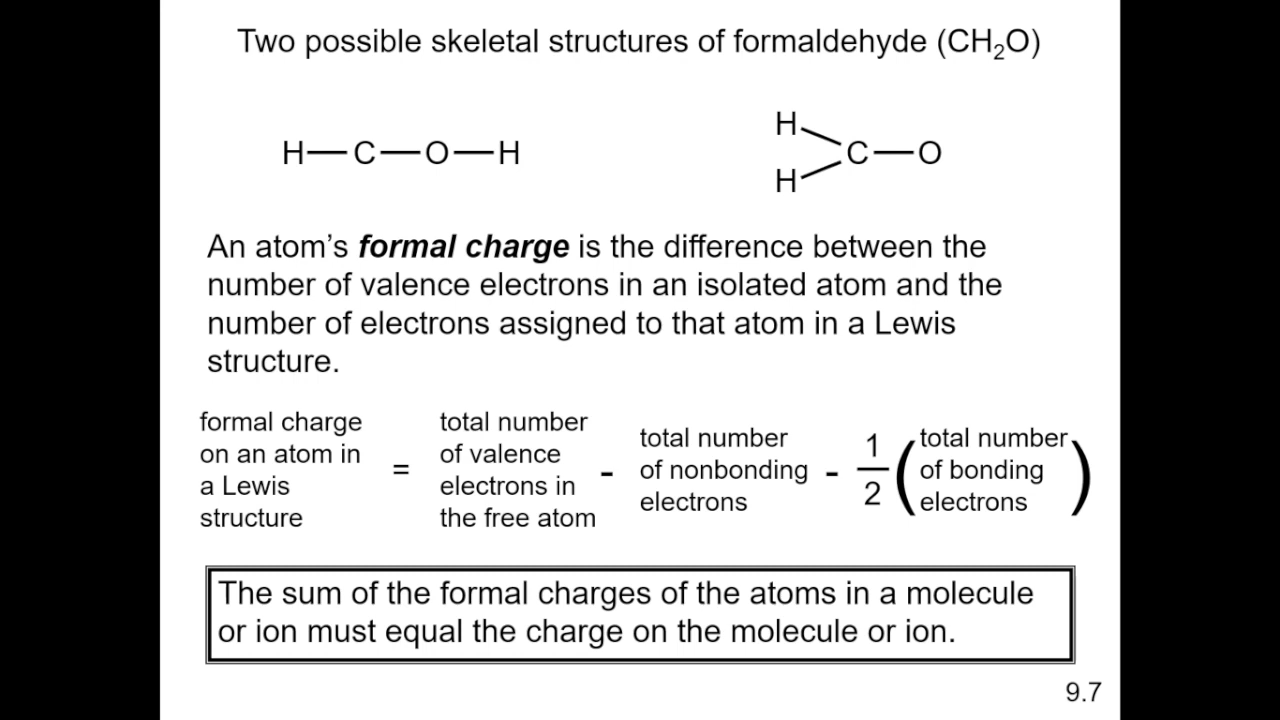 Two possible skeletal structures of formaldehyde (CH₂O)
H—C—O—H
H
C—O
H
An atom’s formal charge is the difference between the
number of valence electrons in an isolated atom and the
number of electrons assigned to that atom in a Lewis
structure.
formal charge
on an atom in
a Lewis
structure
=
total number
of valence
electrons in
the free atom
-
total number
of nonbonding
electrons
-
1
2
(
total number
of bonding
electrons
)
The sum of the formal charges of the atoms in a molecule
or ion must equal the charge on the molecule or ion.
9.7